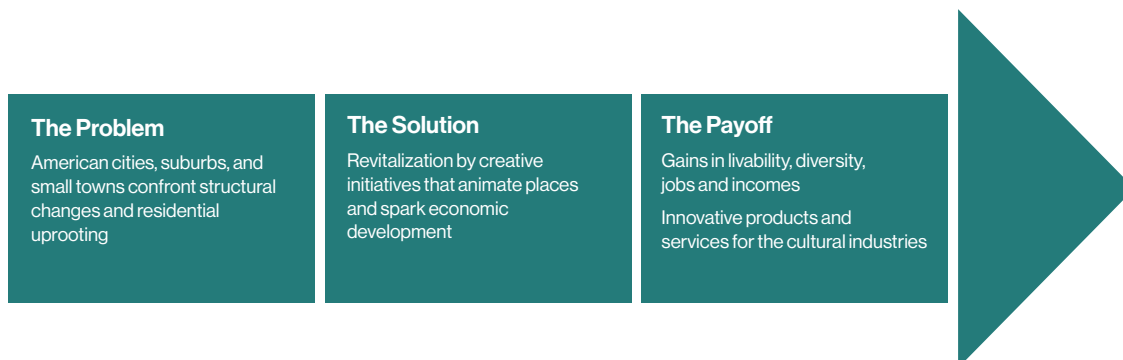 The Problem
American cities, suburbs, and
small towns confront structural
changes and residential
uprooting
The Solution
Revitalization by creative
initiatives that animate places
and spark economic
development
The Payoff
Gains in livability, diversity,
jobs and incomes
Innovative products and
services for the cultural industries